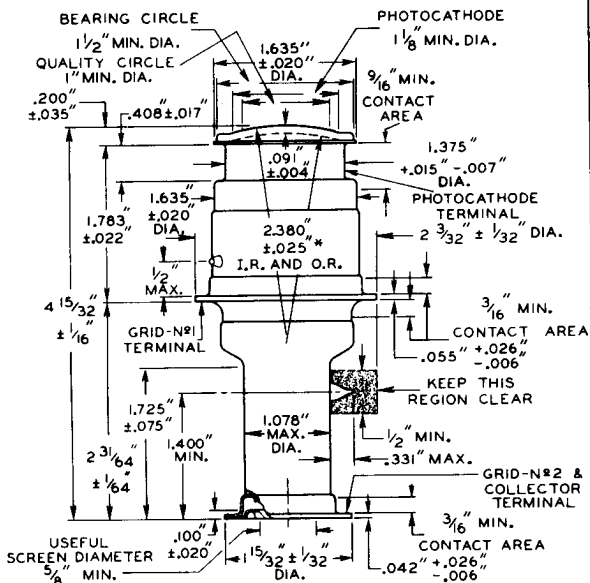 BEARING CIRCLE
1 1/2" MIN. DIA.
QUALITY CIRCLE
1" MIN. DIA.
PHOTOCATHODE
1 1/8" MIN. DIA.
1.635"
±.020"
DIA.
9/16" MIN.
CONTACT
AREA
.200"
±.035"
.408±.017"
.091"
±.004"
1.375"
+.015" -.007"
DIA.
PHOTOCATHODE
TERMINAL
1.635"
±.020"
DIA.
1.783"
±.022"
2.380"
±.025"*
I.R. AND O.R.
2 3/32" ± 1/32" DIA.
1/2"
MAX.
4 15/32"
± 1/16"
GRID-Nº1
TERMINAL
3/16" MIN.
CONTACT AREA
.055" +.026"
-.006"
KEEP THIS
REGION CLEAR
1.725"
±.075"
1.400"
MIN.
1.078"
MAX.
DIA.
1/2" MIN.
.331" MAX.
2 31/64"
± 1/64"
GRID-Nº2 &
COLLECTOR
TERMINAL
3/16" MIN.
CONTACT AREA
USEFUL
SCREEN DIAMETER
5/8" MIN.
.100"
±.020"
1 15/32" ± 1/32"
DIA.
.042" +.026"
-.006